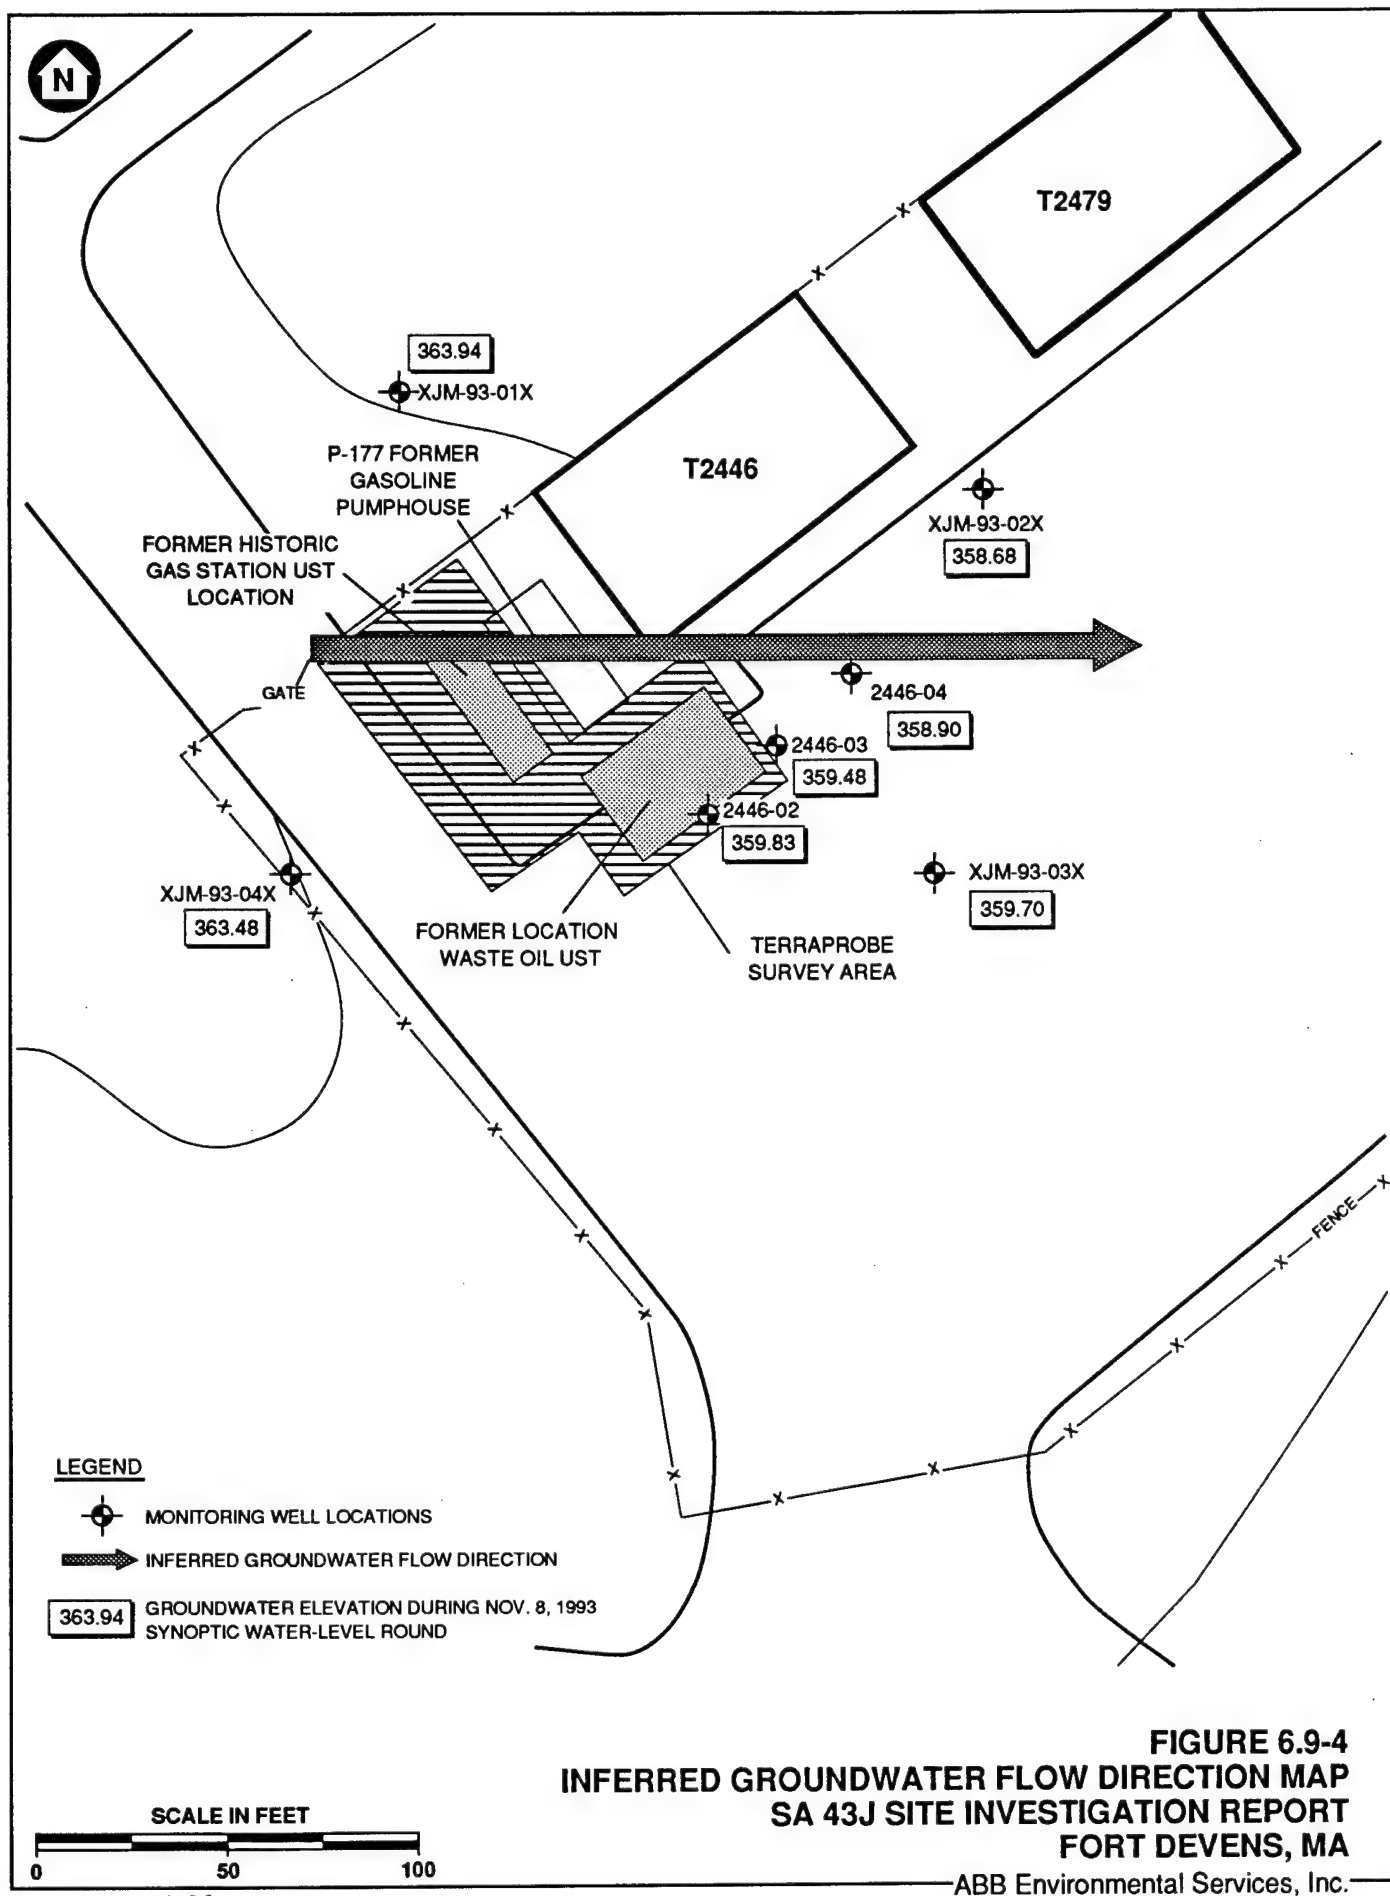 N
T2479
363.94
XJM-93-01X
P-177 FORMER
GASOLINE
PUMPHOUSE
T2446
XJM-93-02X
358.68
FORMER HISTORIC
GAS STATION UST
LOCATION
GATE
2446-04
358.90
2446-03
359.48
2446-02
359.83
XJM-93-03X
359.70
XJM-93-04X
363.48
FORMER LOCATION
WASTE OIL UST
TERRAPROBE
SURVEY AREA
FENCE
LEGEND
MONITORING WELL LOCATIONS
INFERRED GROUNDWATER FLOW DIRECTION
363.94
GROUNDWATER ELEVATION DURING NOV. 8, 1993
SYNOPTIC WATER-LEVEL ROUND
FIGURE 6.9-4
INFERRED GROUNDWATER FLOW DIRECTION MAP
SA 43J SITE INVESTIGATION REPORT
FORT DEVENS, MA
ABB Environmental Services, Inc.
SCALE IN FEET
0 50 100